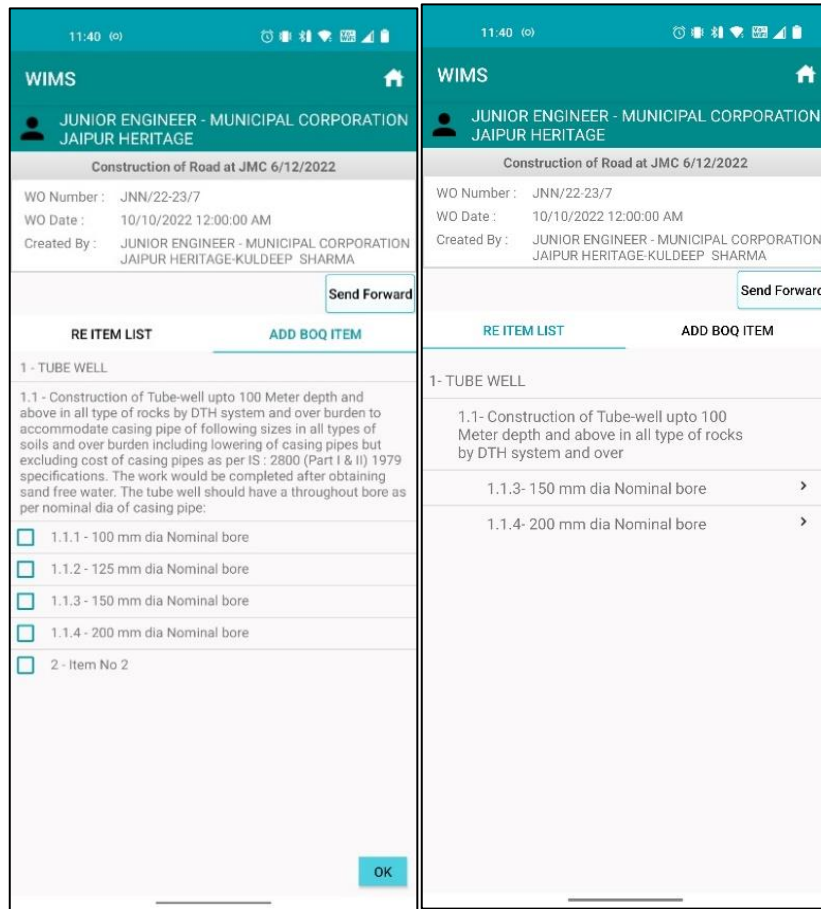 11:40
WIMS
JUNIOR ENGINEER - MUNICIPAL CORPORATION
JAIPUR HERITAGE
Construction of Road at JMC 6/12/2022
WO Number : JNN/22-23/7
WO Date : 10/10/2022 12:00:00 AM
Created By : JUNIOR ENGINEER - MUNICIPAL CORPORATION
JAIPUR HERITAGE-KULDEEP SHARMA
Send Forward
RE ITEM LIST ADD BOQ ITEM
1 - TUBE WELL
1.1 - Construction of Tube-well upto 100 Meter depth and
above in all type of rocks by DTH system and over burden to
accommodate casing pipe of following sizes in all types of
soils and over burden including lowering of casing pipes but
excluding cost of casing pipes as per IS : 2800 (Part I & II) 1979
specifications. The work would be completed after obtaining
sand free water. The tube well should have a throughout bore as
per nominal dia of casing pipe:
1.1.1 - 100 mm dia Nominal bore
1.1.2 - 125 mm dia Nominal bore
1.1.3 - 150 mm dia Nominal bore
1.1.4 - 200 mm dia Nominal bore
2 - Item No 2
OK
11:40
WIMS
JUNIOR ENGINEER - MUNICIPAL CORPORATION
JAIPUR HERITAGE
Construction of Road at JMC 6/12/2022
WO Number : JNN/22-23/7
WO Date : 10/10/2022 12:00:00 AM
Created By : JUNIOR ENGINEER - MUNICIPAL CORPORATION
JAIPUR HERITAGE-KULDEEP SHARMA
Send Forward
RE ITEM LIST ADD BOQ ITEM
1- TUBE WELL
1.1- Construction of Tube-well upto 100
Meter depth and above in all type of rocks
by DTH system and over
1.1.3- 150 mm dia Nominal bore
1.1.4- 200 mm dia Nominal bore